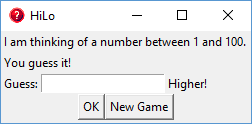 HiLo
I am thinking of a number between 1 and 100.
You guess it!
Guess: Higher!
OK New Game